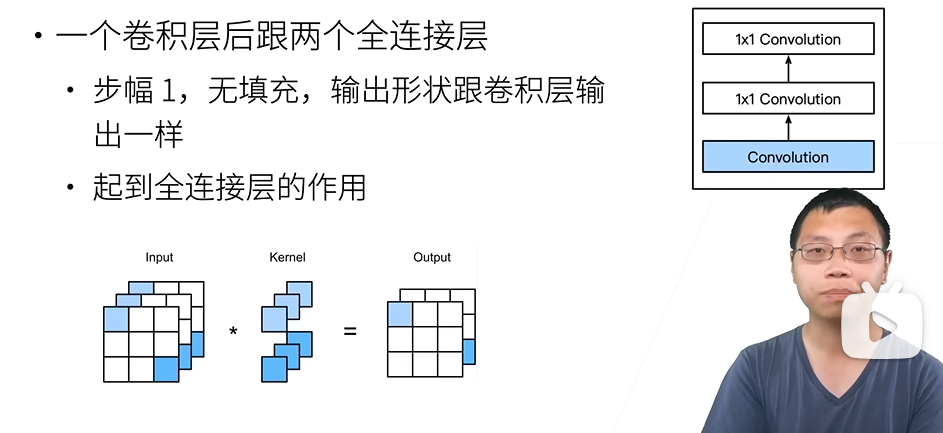 • 一个卷积层后跟两个全连接层
• 步幅 1，无填充，输出形状跟卷积层输
出一样
• 起到全连接层的作用
1x1 Convolution
1x1 Convolution
Convolution
Input
Kernel
Output
*
=